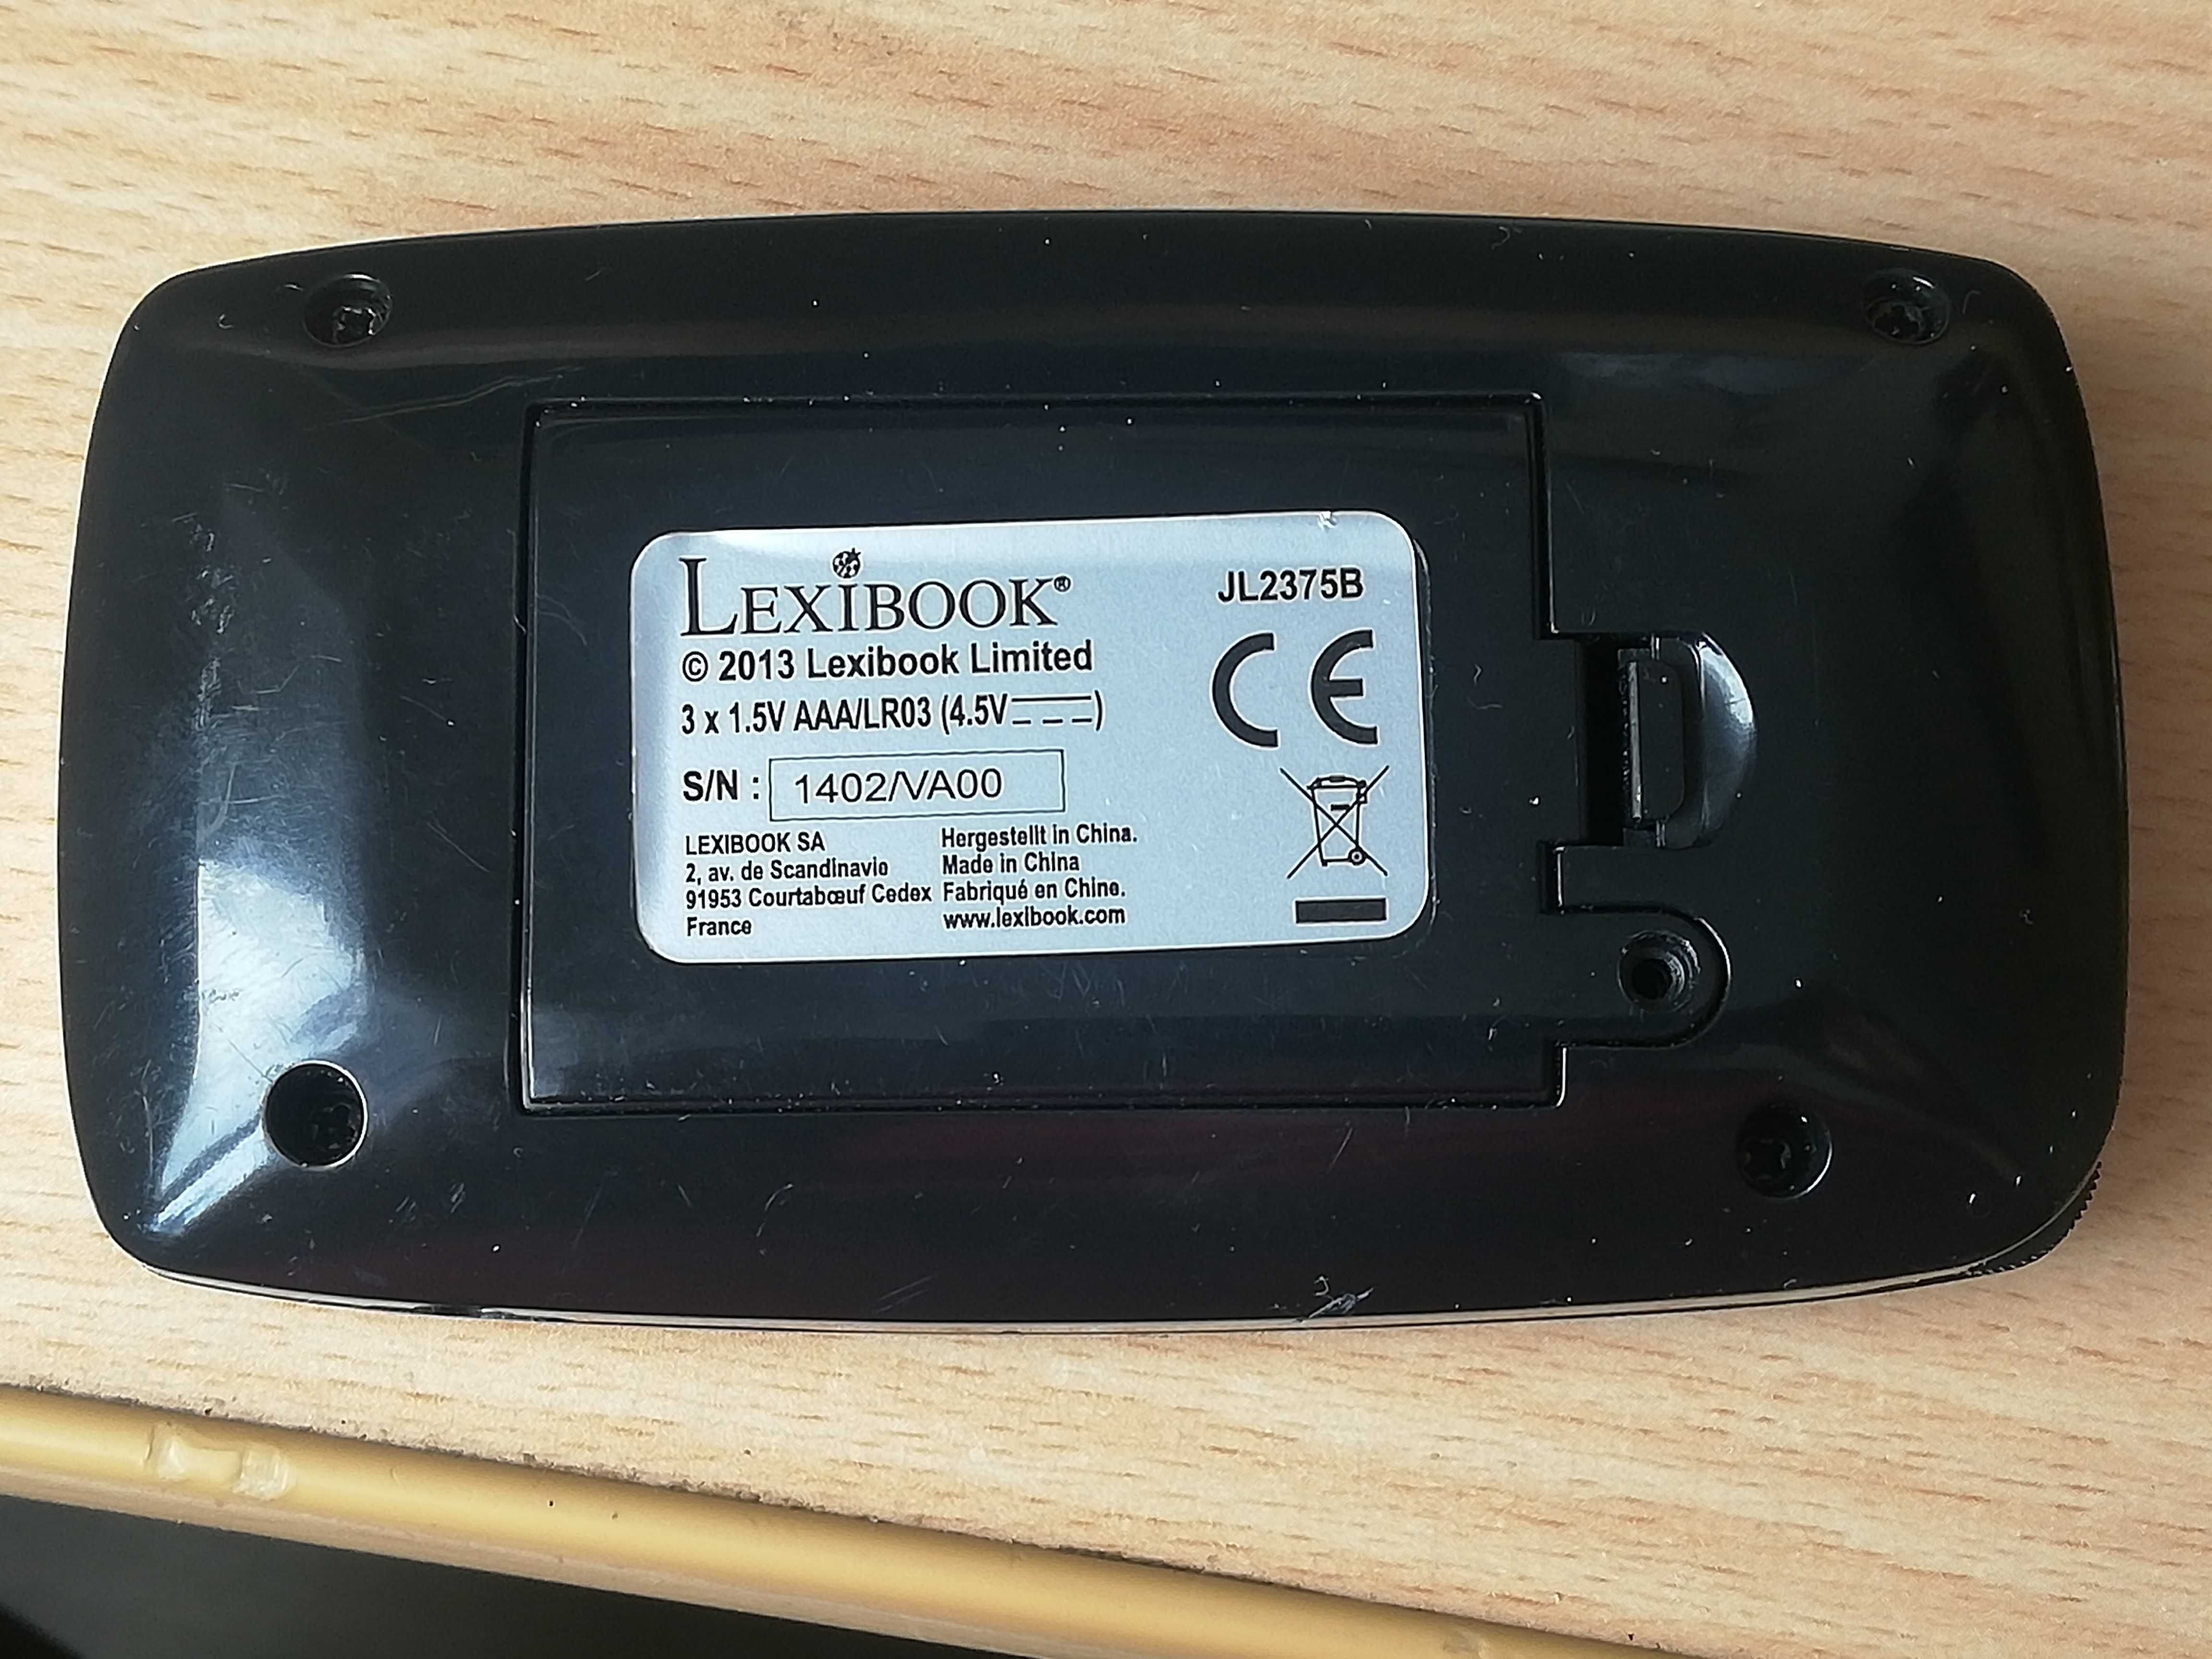 LEXIBOOK®
JL2375B
© 2013 Lexibook Limited
3 x 1.5V AAA/LR03 (4.5V⎓)
CE
S/N : 1402/VA00
LEXIBOOK SA
2, av. de Scandinavie
91953 Courtabœuf Cedex
France
Hergestellt in China.
Made in China
Fabriqué en Chine.
www.lexibook.com